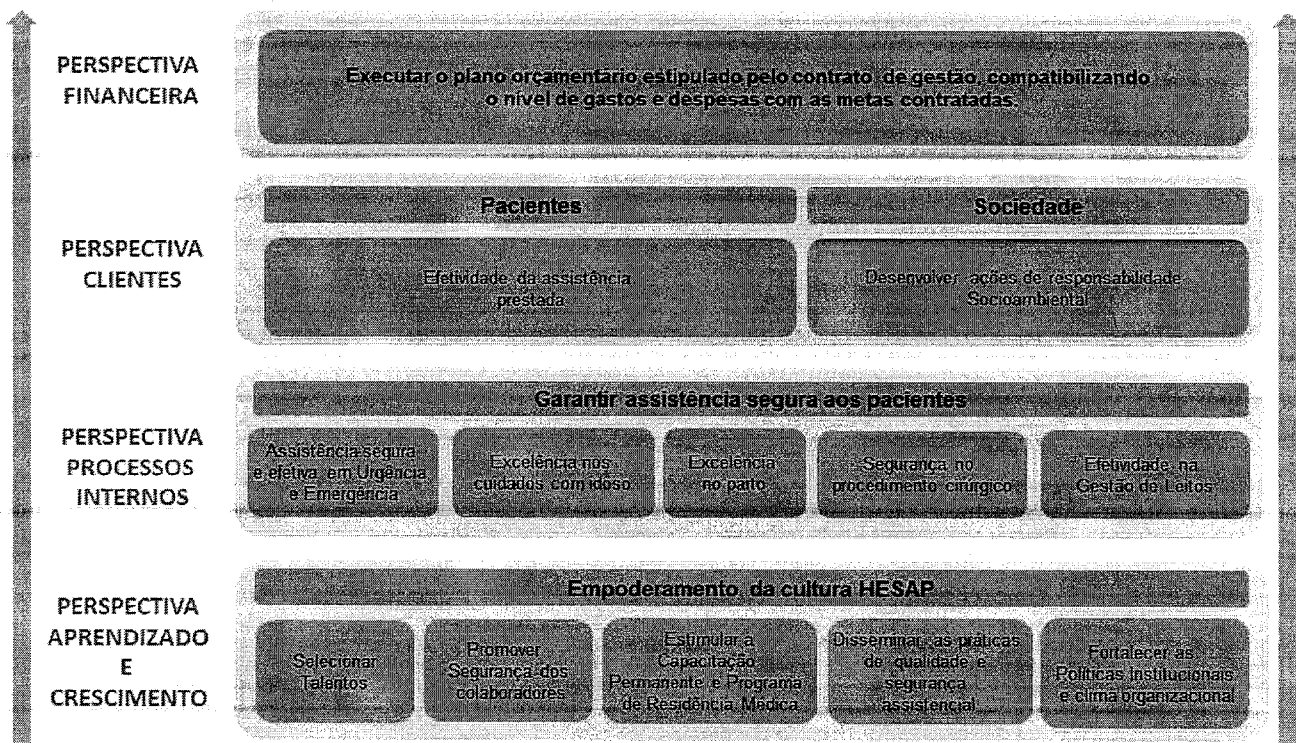 PERSPECTIVA
FINANCEIRA
Executar o plano orçamentário estipulado pelo contrato de gestão, compatibilizando
o nível de gastos e despesas com as metas contratadas.
PERSPECTIVA
CLIENTES
Pacientes
Efetividade da assistência
prestada
Sociedade
Desenvolver ações de responsabilidade
Socioambiental
PERSPECTIVA
PROCESSOS
INTERNOS
Garantir assistência segura aos pacientes
Assistência segura
e efetiva em Urgência
e Emergência
Excelência nos
cuidados com idoso
Excelência
no parto
Segurança no
procedimento cirúrgico
Efetividade na
Gestão de Leitos
PERSPECTIVA
APRENDIZADO
E
CRESCIMENTO
Empoderamento da cultura HESAP
Selecionar
Talentos
Promover
Segurança dos
colaboradores
Estimular a
Capacitação
Permanente e Programa
de Residência Médica
Disseminar as práticas
de qualidade e
segurança
assistencial
Fortalecer as
Políticas Institucionais
e clima organizacional